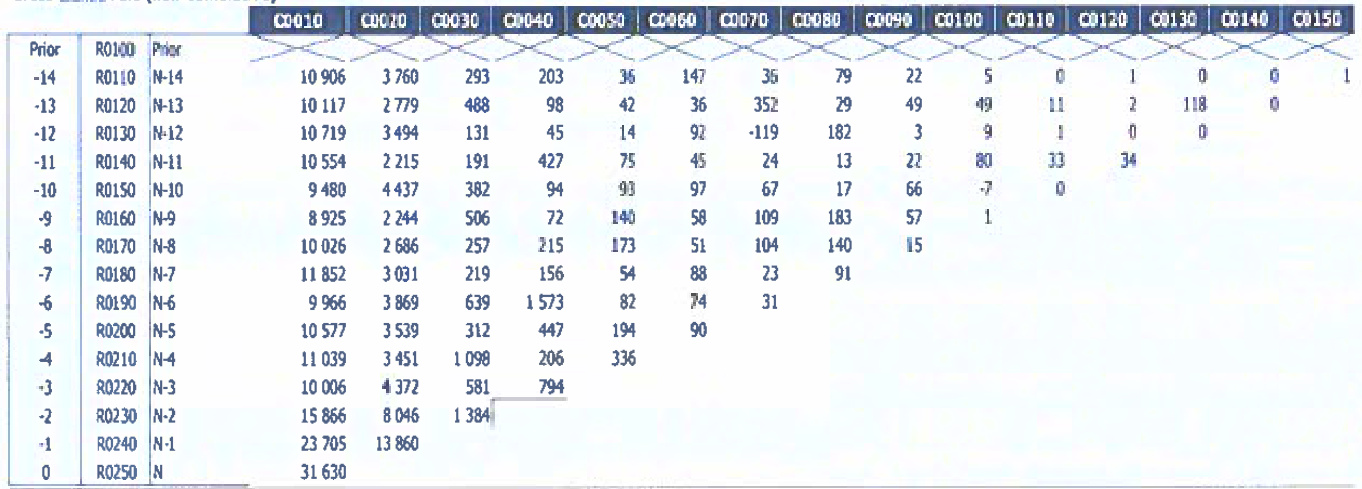 C0010 C0020 C0030 C0040 C0050 C0060 C0070 C0080 C0090 C0100 C0110 C0120 C0130 C0140 C0150
Prior R0100 Prior
-14 R0110 N-14 10 906 3 760 293 203 36 147 36 79 22 5 0 1 0 0 1
-13 R0120 N-13 10 117 2 779 488 98 42 36 352 29 49 49 11 2 118 0
-12 R0130 N-12 10 719 3 494 131 45 14 92 -119 182 3 9 1 0 0
-11 R0140 N-11 10 554 2 215 191 427 75 45 24 13 22 80 33 34
-10 R0150 N-10 9 480 4 437 382 94 93 97 67 17 66 -7 0
-9 R0160 N-9 8 925 2 244 506 72 140 58 109 183 57 1
-8 R0170 N-8 10 026 2 686 257 215 173 51 104 140 15
-7 R0180 N-7 11 852 3 031 219 156 54 88 23 91
-6 R0190 N-6 9 966 3 869 639 1 573 82 74 31
-5 R0200 N-5 10 577 3 539 312 447 194 90
-4 R0210 N-4 11 039 3 451 1 098 206 336
-3 R0220 N-3 10 006 4 372 581 794
-2 R0230 N-2 15 866 8 046 1 384
-1 R0240 N-1 23 705 13 860
0 R0250 N 31 630